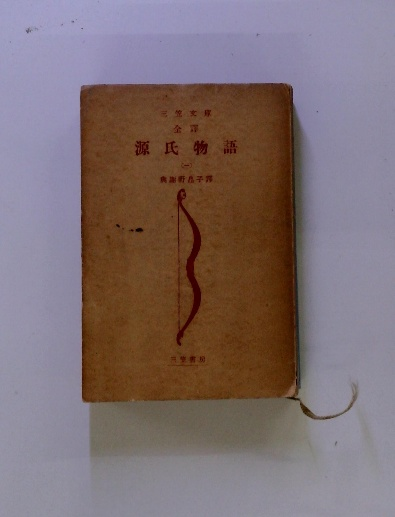 三笠文庫
全譯
源氏物語
(一)
與謝野晶子譯
三笠書房